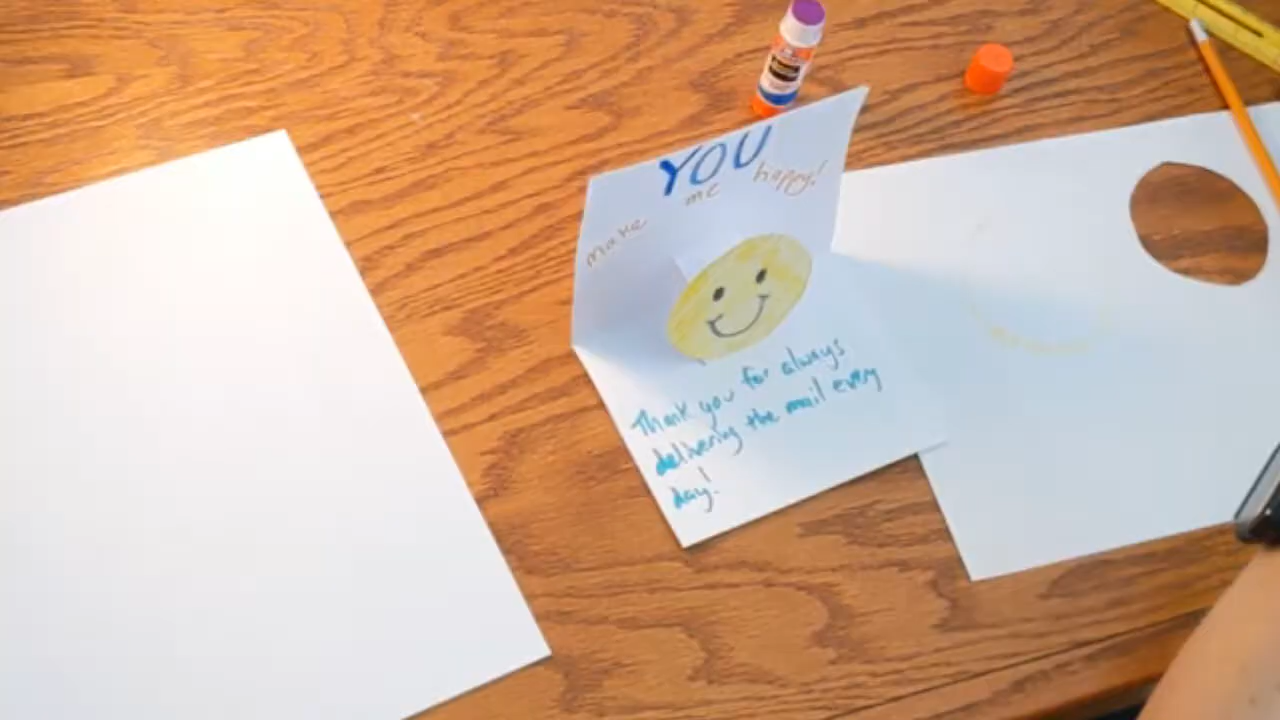 YOU
make me happy!
Thank you for always
delivering the mail every
day!